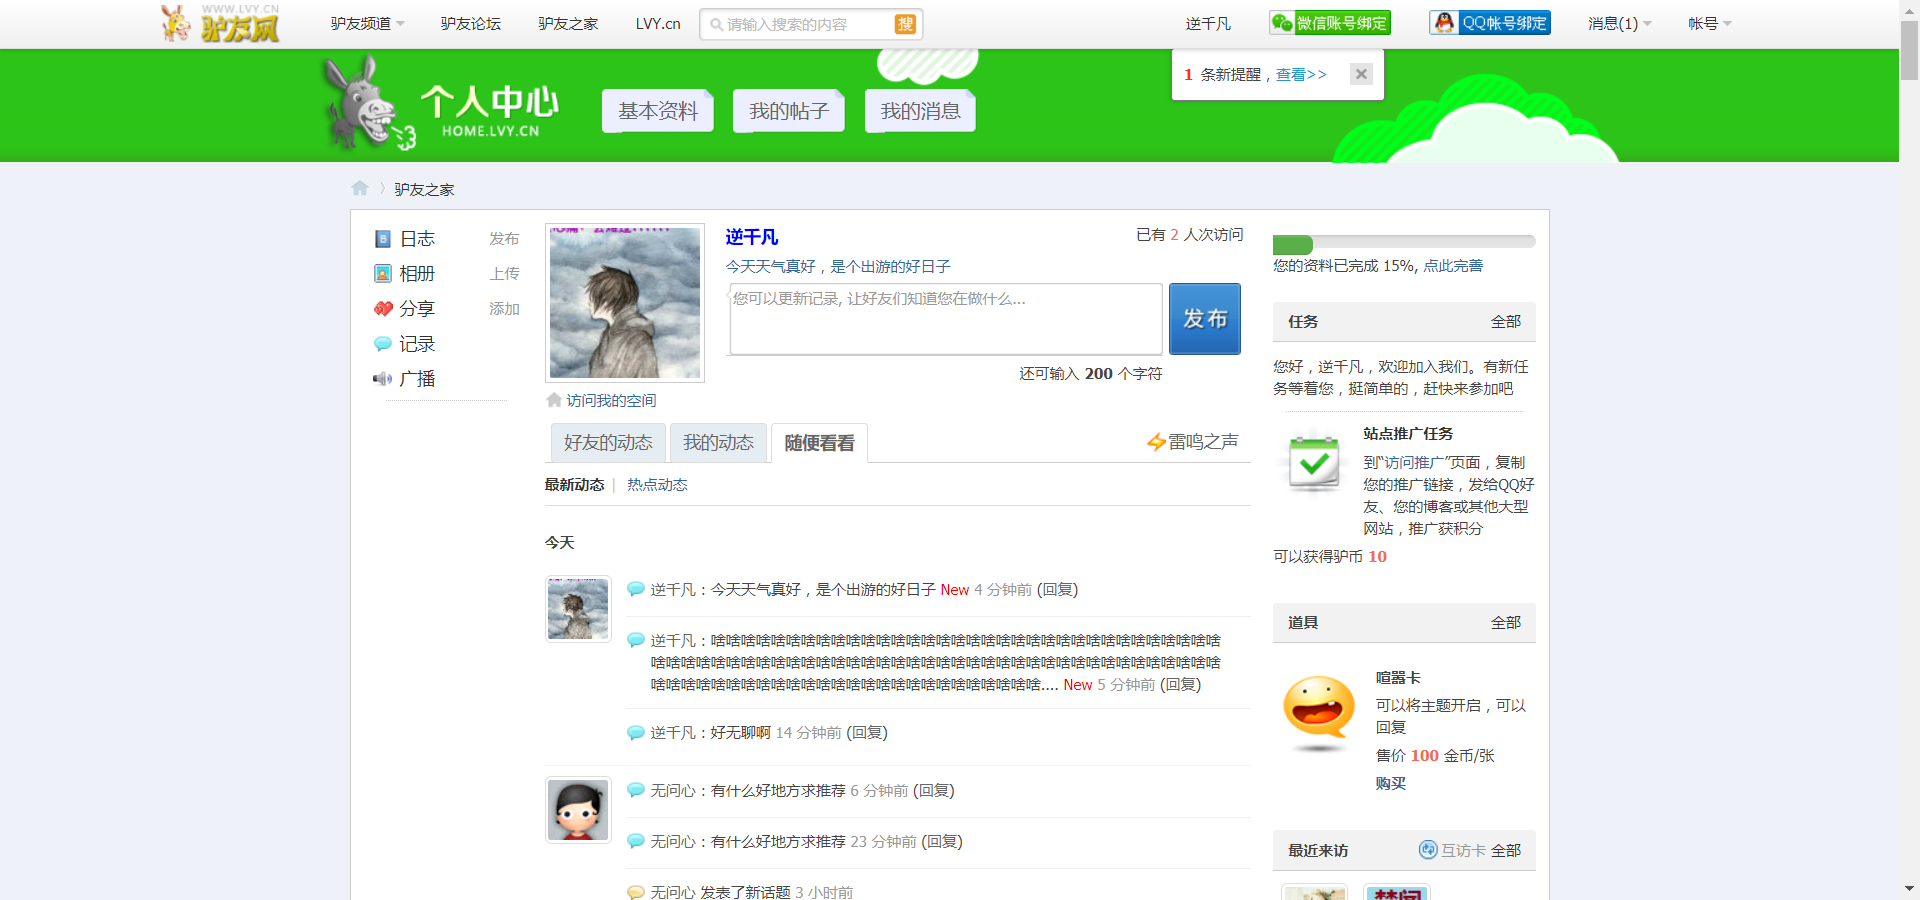 WWW.LVY.CN
驴友网
驴友频道
驴友论坛
驴友之家
LVY.cn
请输入搜索的内容
搜
逆千凡
微信账号绑定
QQ帐号绑定
消息(1)
帐号
个人中心
HOME.LVY.CN
基本资料
我的帖子
我的消息
1 条新提醒，查看>>
驴友之家
日志 发布
相册 上传
分享 添加
记录
广播
逆千凡
已有 2 人次访问
今天天气真好，是个出游的好日子
您可以更新记录, 让好友们知道您在做什么...
发布
还可输入 200 个字符
访问我的空间
好友的动态
我的动态
随便看看
雷鸣之声
最新动态 | 热点动态
今天
逆千凡：今天天气真好，是个出游的好日子 New 4 分钟前 (回复)
逆千凡：啥啥啥啥啥啥啥啥啥啥啥啥啥啥啥啥啥啥啥啥啥啥啥啥啥啥啥啥啥啥啥啥啥啥
啥啥啥啥啥啥啥啥啥啥啥啥啥啥啥啥啥啥啥啥啥啥啥啥啥啥啥啥啥啥啥啥啥啥啥啥啥啥
啥啥啥啥啥啥啥啥啥啥啥啥啥啥啥啥啥啥啥啥啥啥啥啥啥啥.... New 5 分钟前 (回复)
逆千凡：好无聊啊 14 分钟前 (回复)
无问心：有什么好地方求推荐 6 分钟前 (回复)
无问心：有什么好地方求推荐 23 分钟前 (回复)
无问心 发表了新话题 3 小时前
您的资料已完成 15%, 点此完善
任务 全部
您好，逆千凡，欢迎加入我们。有新任
务等着您，挺简单的，赶快来参加吧
站点推广任务
到“访问推广”页面，复制
您的推广链接，发给QQ好
友、您的博客或其他大型
网站，推广获积分
可以获得驴币 10
道具 全部
喧嚣卡
可以将主题开启，可以
回复
售价 100 金币/张
购买
最近来访 互访卡 全部